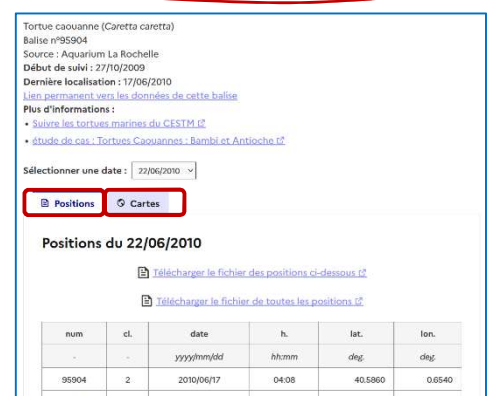 Tortue caouanne (Caretta caretta)
Balise n°95904
Source : Aquarium La Rochelle
Début de suivi : 27/10/2009
Dernière localisation : 17/06/2010
Lien permanent vers les données de cette balise
Plus d'informations :
• Suivre les tortues marines du CESTM
• étude de cas : Tortues Caouannes : Bambi et Antioche
Sélectionner une date : 22/06/2010
Positions Cartes
Positions du 22/06/2010
Télécharger le fichier des positions ci-dessous
Télécharger le fichier de toutes les positions
num cl. date h. lat. lon.
- - yyyy/mm/dd hh:mm deg. deg.
95904 2 2010/06/17 04:08 40.5860 0.6540